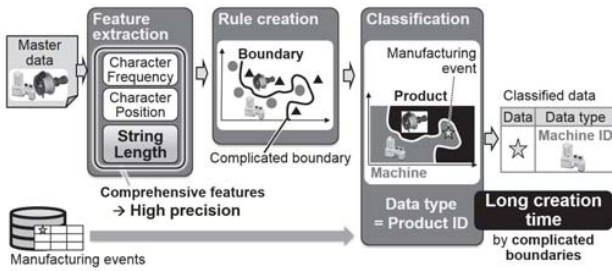 Feature
extraction
Rule creation
Classification
Master
data
Character
Frequency
Character
Position
String
Length
Boundary
Complicated boundary
Manufacturing
event
Product
Machine
Classified data
Data
Data type
Machine ID
Comprehensive features
→ High precision
Data type
= Product ID
Long creation
time
by complicated
boundaries
Manufacturing events